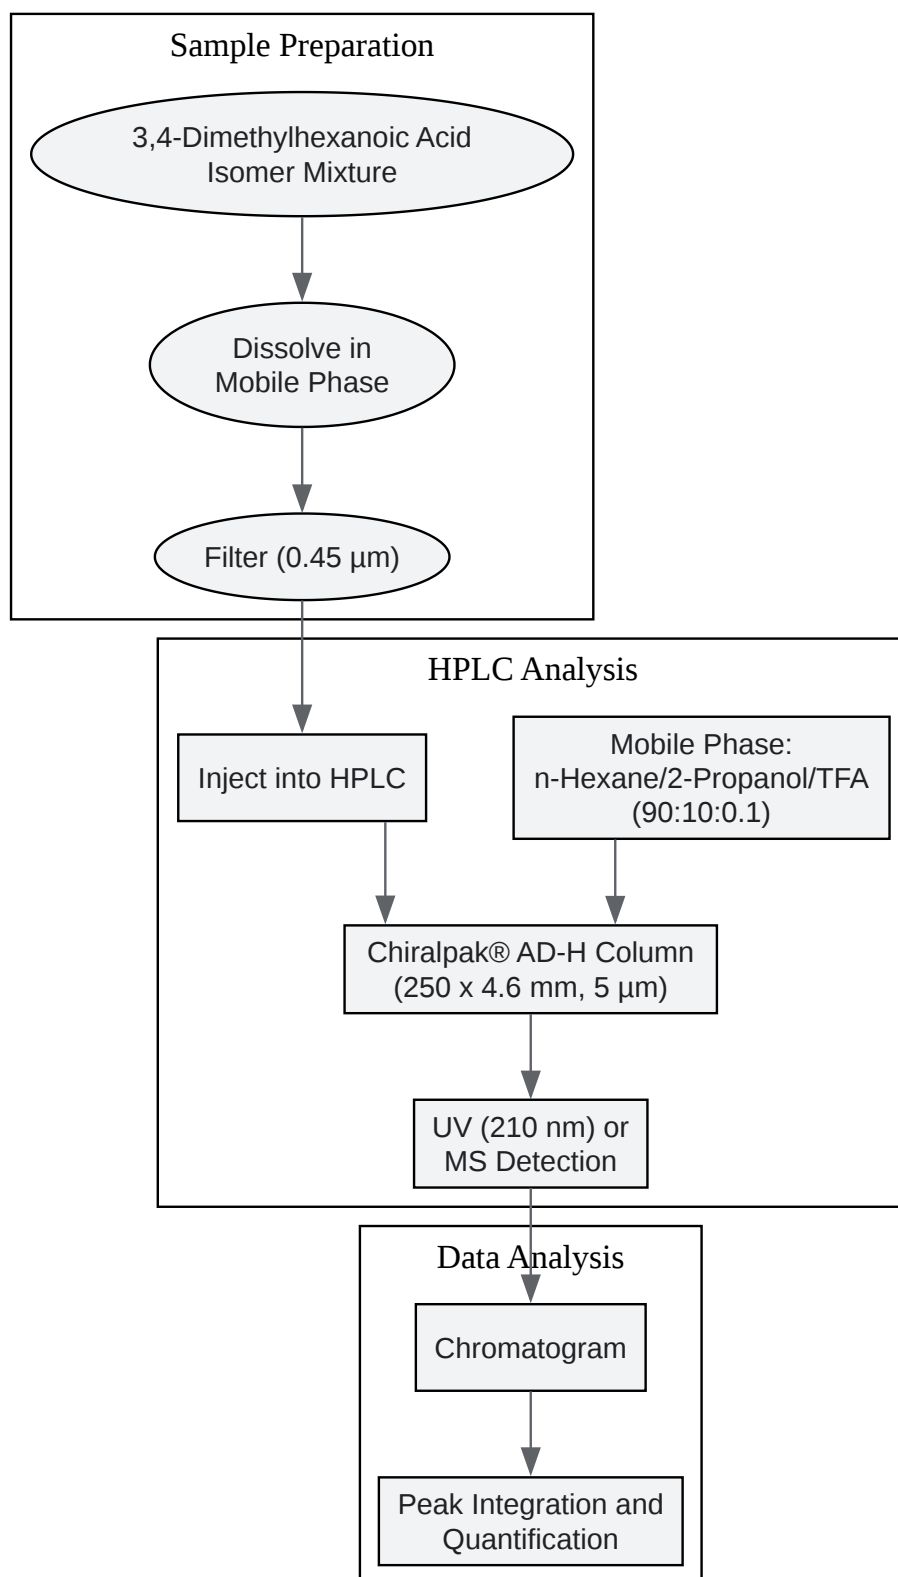 Sample Preparation
3,4-Dimethylhexanoic Acid
Isomer Mixture
Dissolve in
Mobile Phase
Filter (0.45 µm)
HPLC Analysis
Inject into HPLC
Mobile Phase:
n-Hexane/2-Propanol/TFA
(90:10:0.1)
Chiralpak® AD-H Column
(250 x 4.6 mm, 5 µm)
UV (210 nm) or
MS Detection
Data Analysis
Chromatogram
Peak Integration and
Quantification